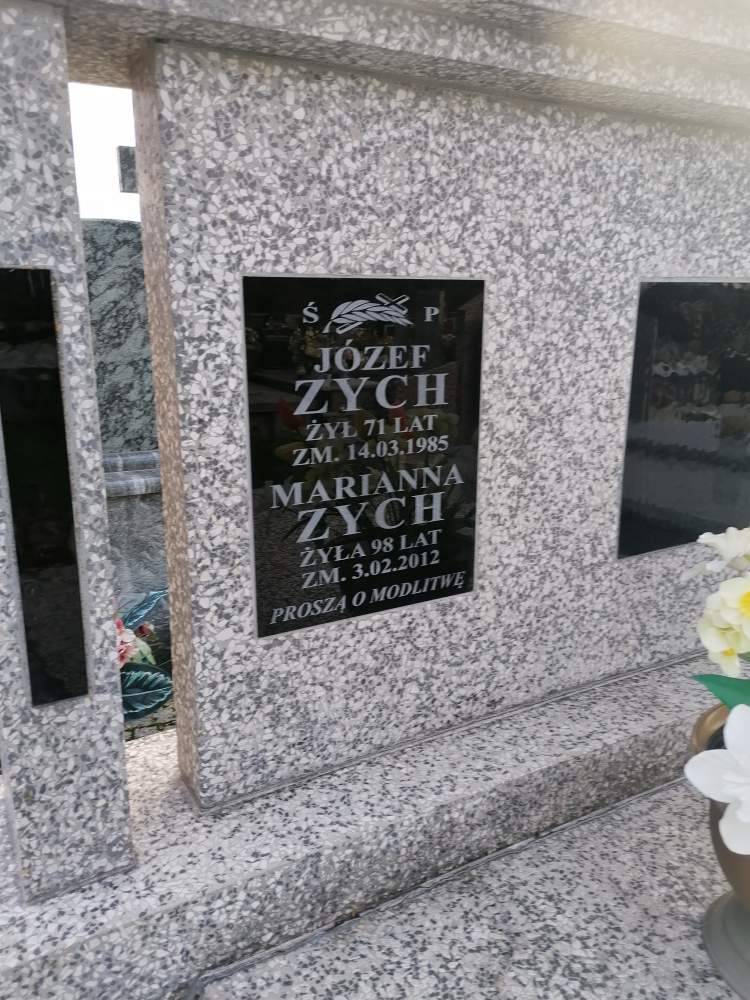 Ś P
JÓZEF
ZYCH
ŻYŁ 71 LAT
ZM. 14.03.1985
MARIANNA
ZYCH
ŻYŁA 98 LAT
ZM. 3.02.2012
PROSZĄ O MODLITWĘ